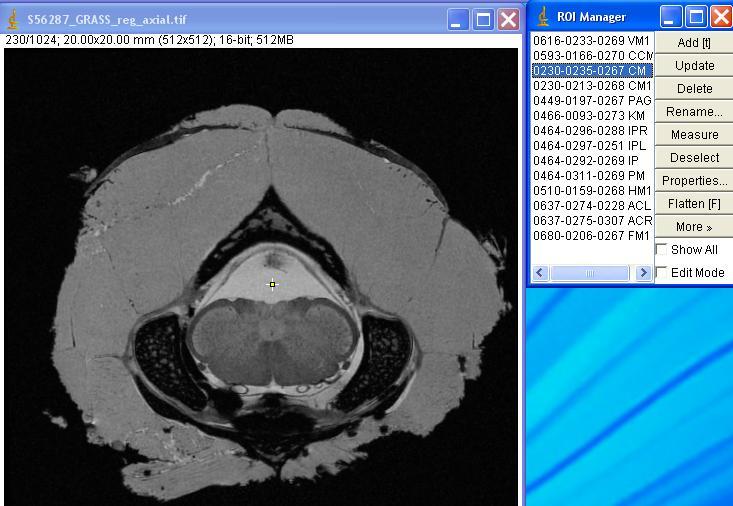 S56287_GRASS_reg_axial.tif
230/1024; 20.00x20.00 mm (512x512); 16-bit; 512MB
ROI Manager
0616-0233-0269 VM1
0593-0166-0270 CCM
0230-0235-0267 CM
0230-0213-0268 CM1
0449-0197-0267 PAG
0466-0093-0273 KM
0464-0296-0288 IPR
0464-0297-0251 IPL
0464-0292-0269 IP
0464-0311-0269 PM
0510-0159-0268 HM1
0637-0274-0228 ACL
0637-0275-0307 ACR
0680-0206-0267 FM1
Add [t]
Update
Delete
Rename...
Measure
Deselect
Properties...
Flatten [F]
More »
Show All
Edit Mode